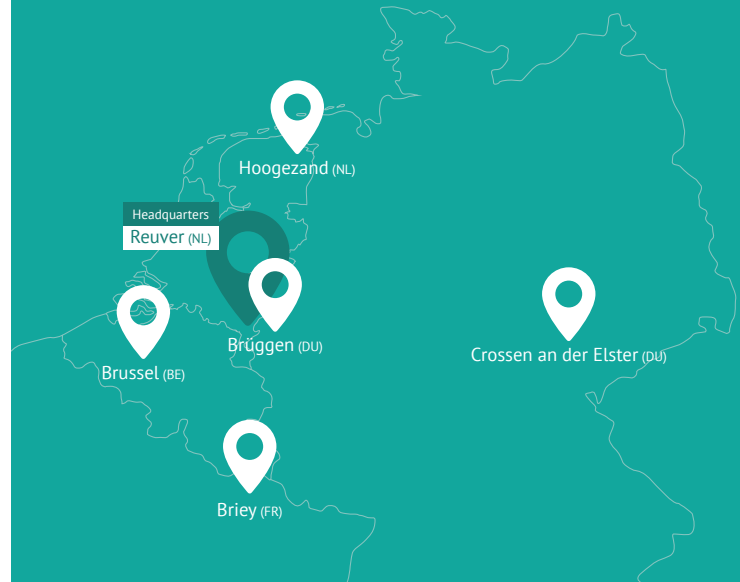 Hoogezand (NL)
Headquarters
Reuver (NL)
Brüggen (DU)
Crossen an der Elster (DU)
Brussel (BE)
Briey (FR)